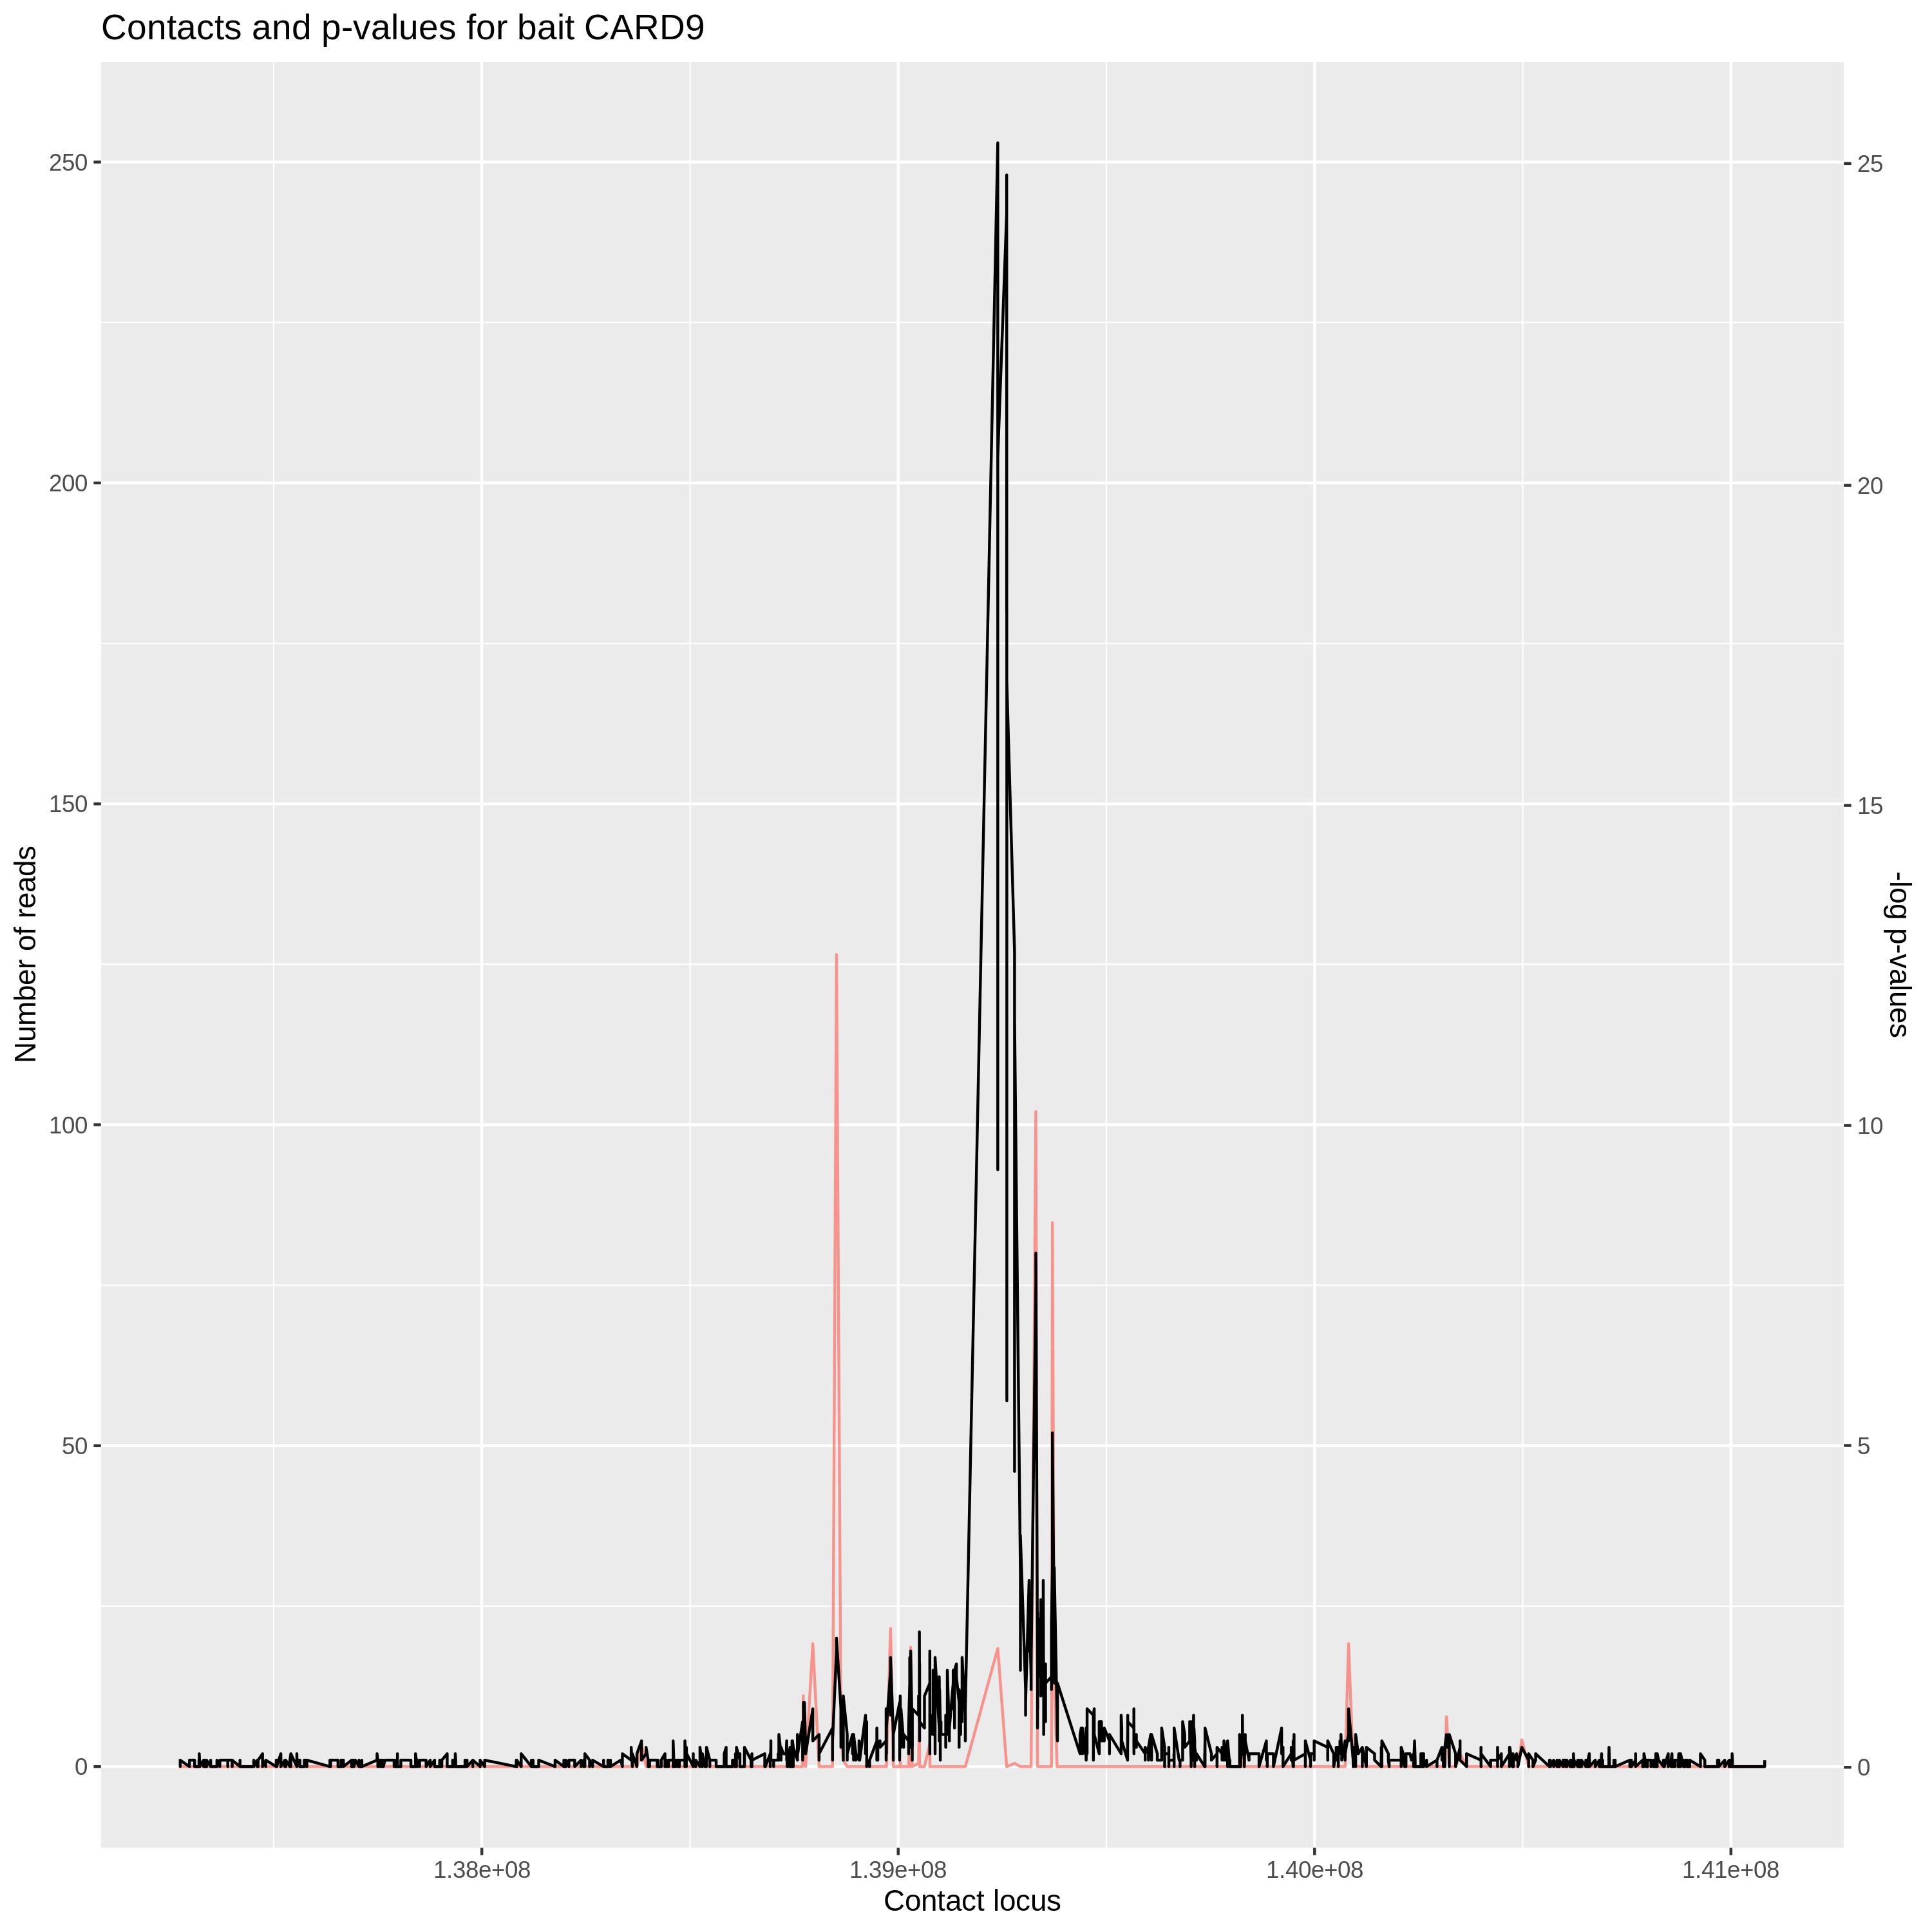 Contacts and p-values for bait CARD9
250
200
150
100
50
0
Number of reads
25
20
15
10
5
0
-log p-values
1.38e+08
1.39e+08
1.40e+08
1.41e+08
Contact locus